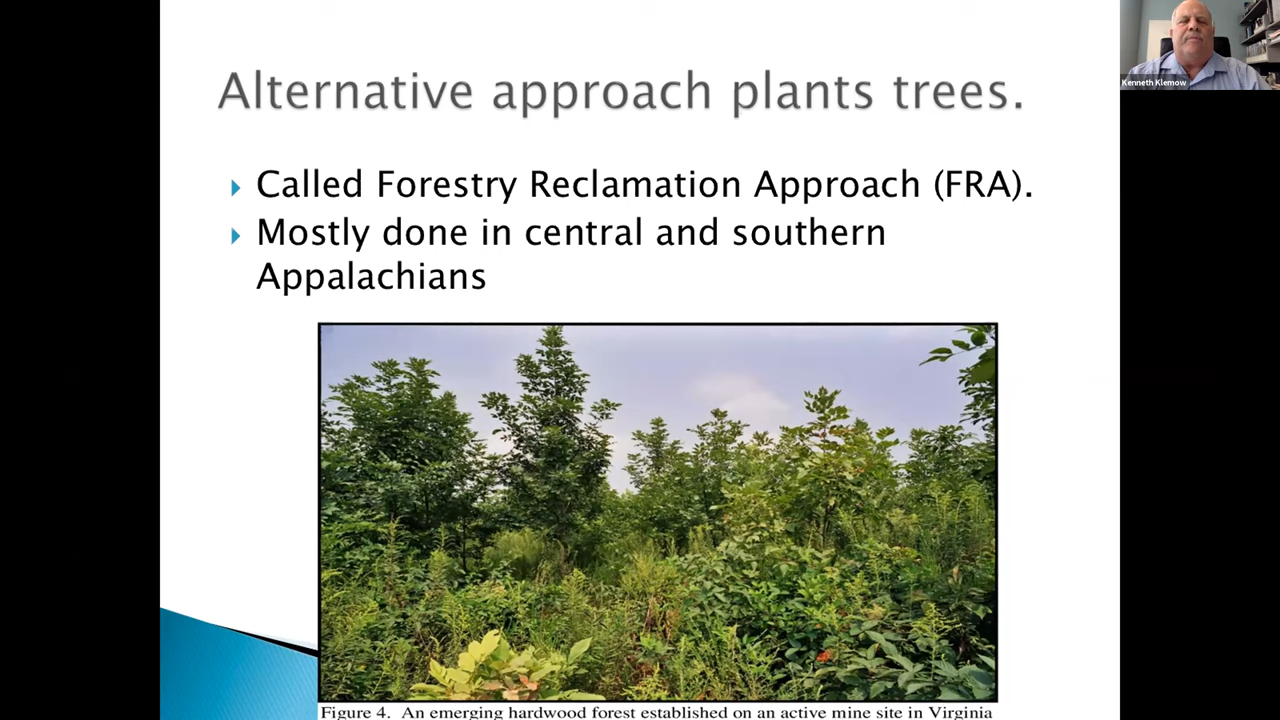 Alternative approach plants trees.
Called Forestry Reclamation Approach (FRA).
Mostly done in central and southern
Appalachians
Figure 4. An emerging hardwood forest established on an active mine site in Virginia
Kenneth Klemow